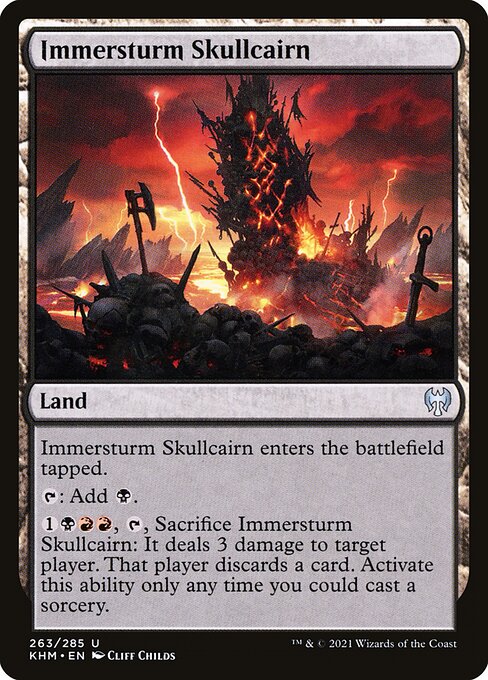 Immersturm Skullcairn
Land
Immersturm Skullcairn enters the battlefield
tapped.
: Add .
1, , Sacrifice Immersturm
Skullcairn: It deals 3 damage to target
player. That player discards a card. Activate
this ability only any time you could cast a
sorcery.
263/285 U
KHM • EN Cliff Childs
™ & © 2021 Wizards of the Coast